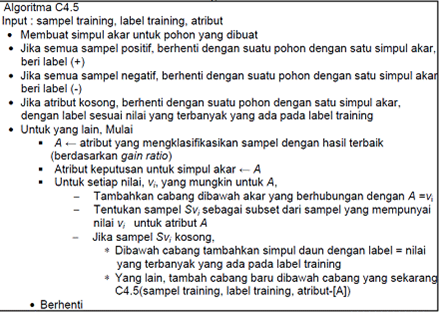 Algoritma C4.5
Input : sampel training, label training, atribut
• Membuat simpul akar untuk pohon yang dibuat
• Jika semua sampel positif, berhenti dengan suatu pohon dengan satu simpul akar,
beri label (+)
• Jika semua sampel negatif, berhenti dengan suatu pohon dengan satu simpul akar
beri label (-)
• Jika atribut kosong, berhenti dengan suatu pohon dengan satu simpul akar,
dengan label sesuai nilai yang terbanyak yang ada pada label training
• Untuk yang lain, Mulai
▪ A ← atribut yang mengklasifikasikan sampel dengan hasil terbaik
(berdasarkan gain ratio)
▪ Atribut keputusan untuk simpul akar ← A
▪ Untuk setiap nilai, vi, yang mungkin untuk A,
– Tambahkan cabang dibawah akar yang berhubungan dengan A =vi
– Tentukan sampel Svi sebagai subset dari sampel yang mempunyai
nilai vi untuk atribut A
– Jika sampel Svi kosong,
* Dibawah cabang tambahkan simpul daun dengan label = nilai
yang terbanyak yang ada pada label training
* Yang lain, tambah cabang baru dibawah cabang yang sekarang
C4.5(sampel training, label training, atribut-[A])
• Berhenti